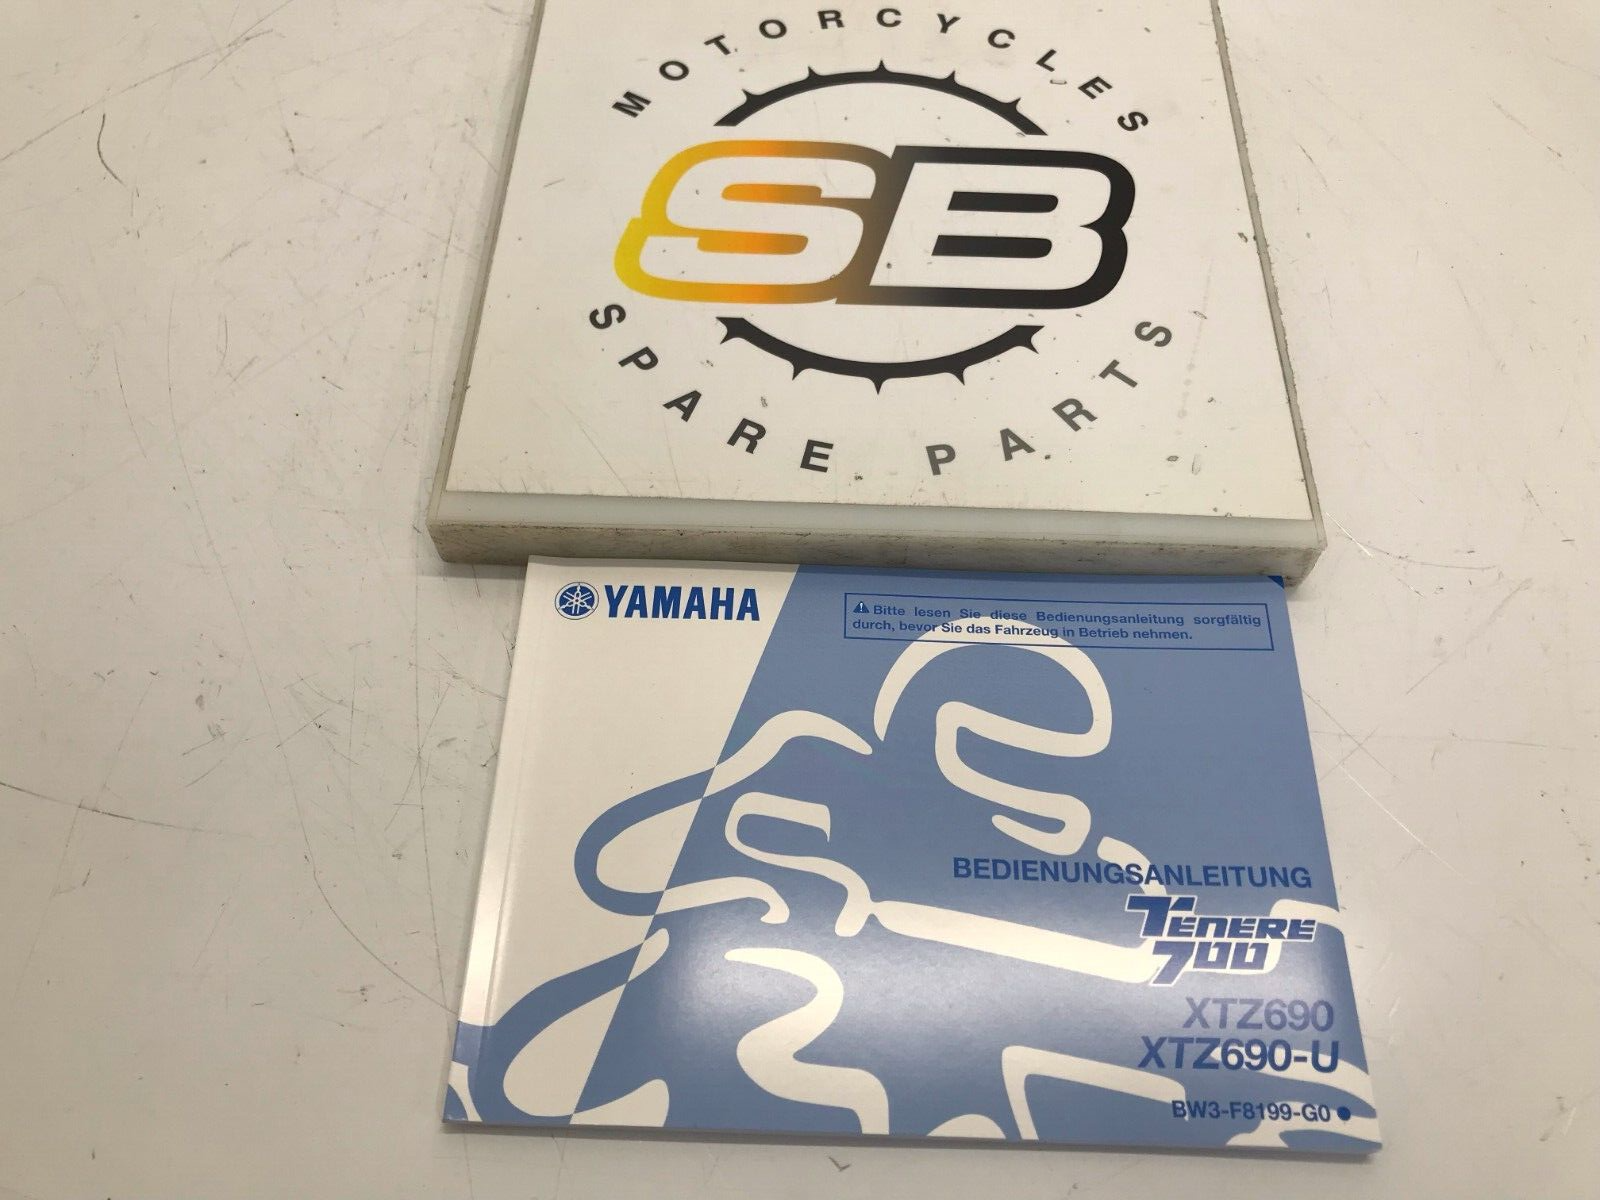 MOTORCYCLES
SB
SPARE PARTS
YAMAHA
Bitte lesen Sie diese Bedienungsanleitung sorgfältig
durch, bevor Sie das Fahrzeug in Betrieb nehmen.
BEDIENUNGSANLEITUNG
TÉNÉRÉ
700
XTZ690
XTZ690-U
BW3-F8199-G0